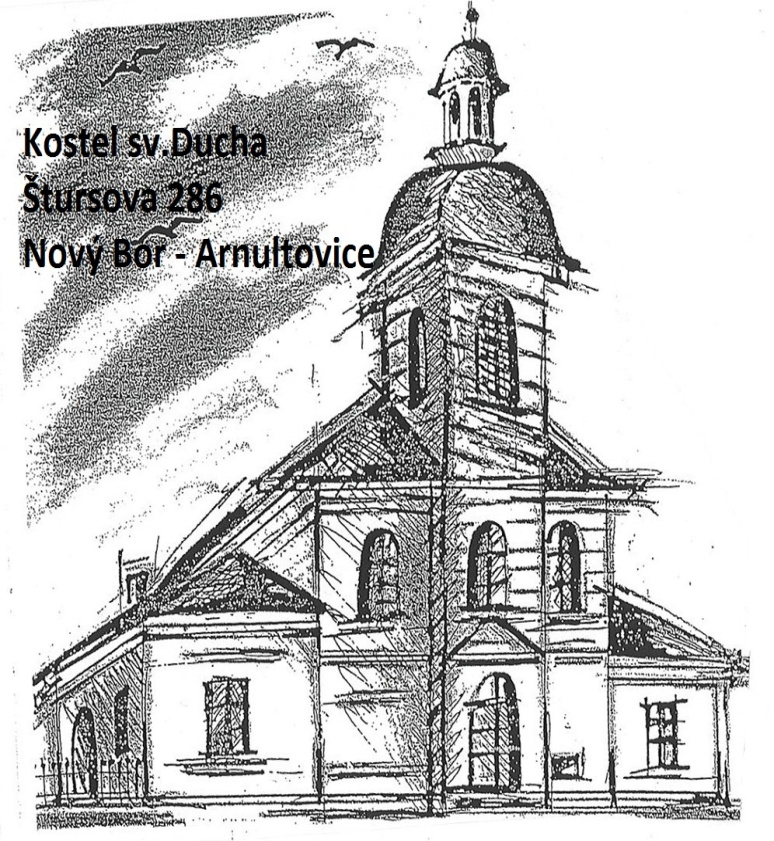 Kostel sv.Ducha
Štursova 286
Nový Bor - Arnultovice